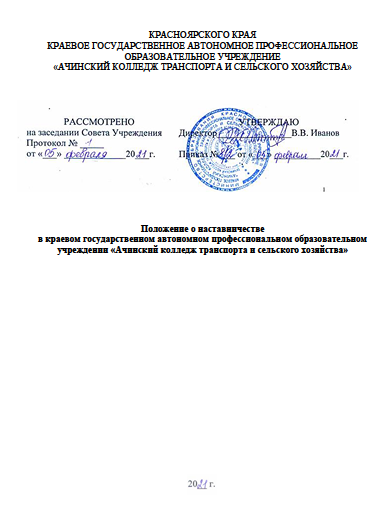 КРАСНОЯРСКОГО КРАЯ
КРАЕВОЕ ГОСУДАРСТВЕННОЕ АВТОНОМНОЕ ПРОФЕССИОНАЛЬНОЕ
ОБРАЗОВАТЕЛЬНОЕ УЧРЕЖДЕНИЕ
«АЧИНСКИЙ КОЛЛЕДЖ ТРАНСПОРТА И СЕЛЬСКОГО ХОЗЯЙСТВА»
РАССМОТРЕНО
на заседании Совета Учреждения
Протокол № 1
от « 05 » февраля 2021 г.
УТВЕРЖДАЮ
Директор В.В. Иванов
Приказ № от « 05 » февраля 2021 г.
Положение о наставничестве
в краевом государственном автономном профессиональном образовательном
учреждении «Ачинский колледж транспорта и сельского хозяйства»
2021 г.